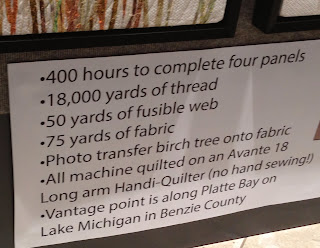 •400 hours to complete four panels
•18,000 yards of thread
•50 yards of fusible web
•75 yards of fabric
•Photo transfer birch tree onto fabric
•All machine quilted on an Avante 18
Long arm Handi-Quilter (no hand sewing!)
•Vantage point is along Platte Bay on
Lake Michigan in Benzie County